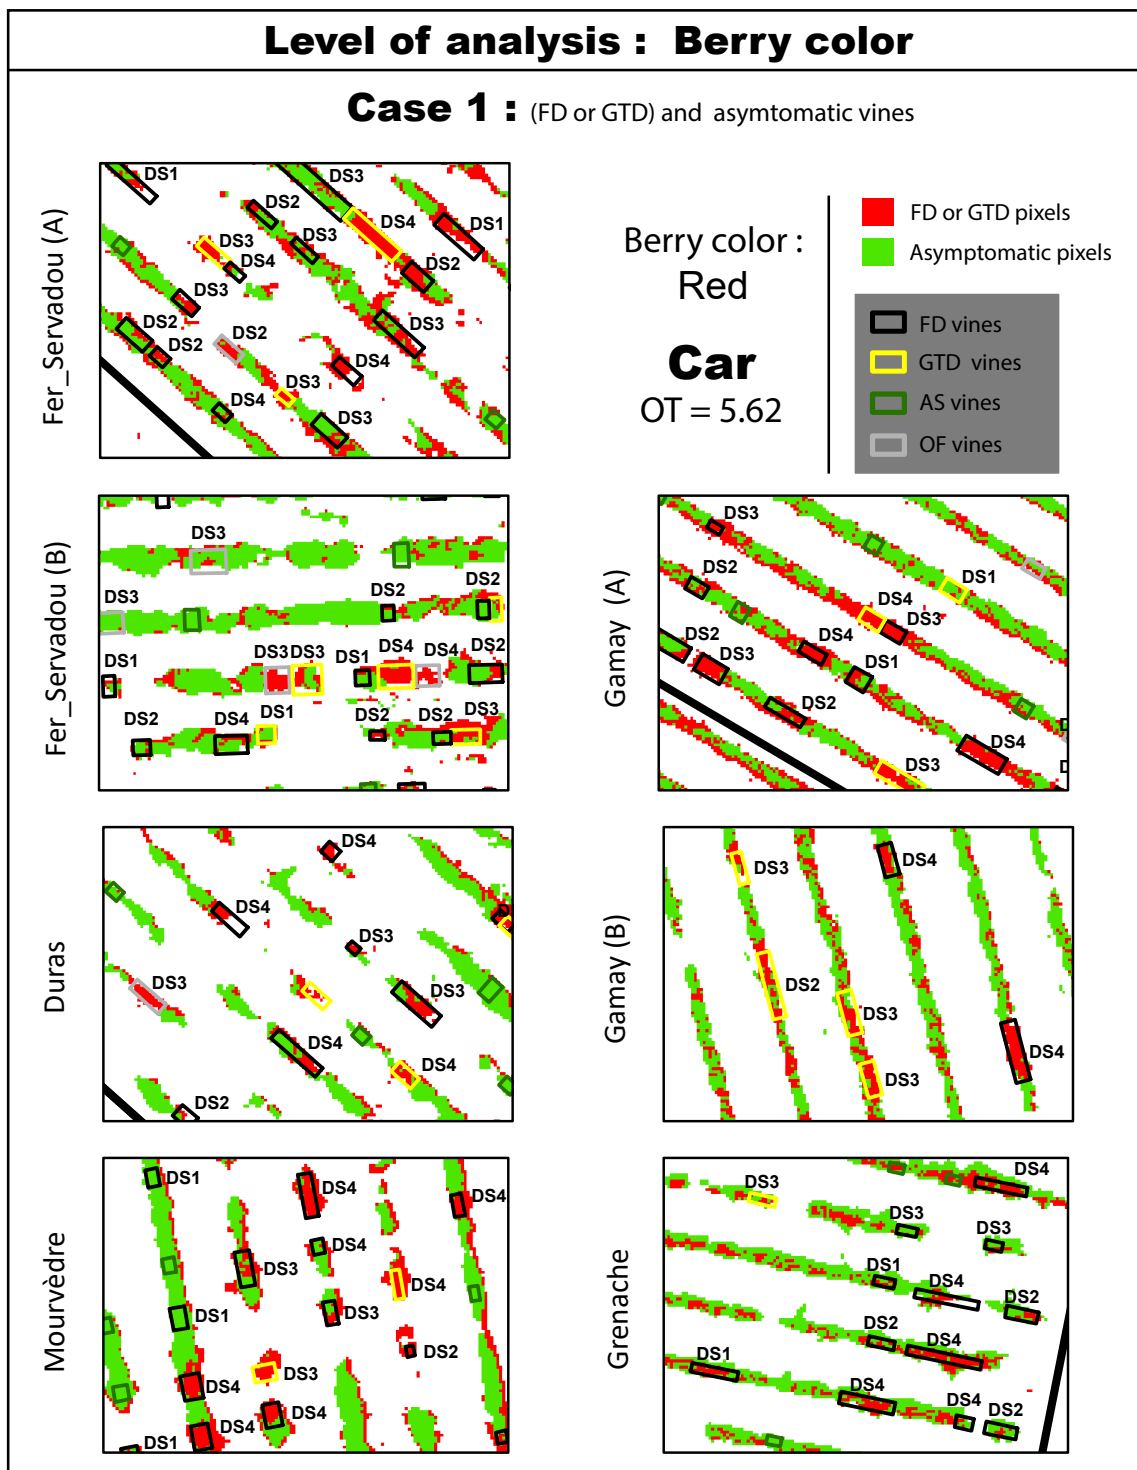 Level of analysis : Berry color
Case 1 : (FD or GTD) and asymtomatic vines
Fer_Servadou (A)
DS1
DS3
DS2
DS4
DS1
DS3
DS3
DS4
DS2
DS3
DS3
DS2
DS2
DS2
DS4
DS4
DS3
DS3
Berry color :
Red
Car
OT = 5.62
FD or GTD pixels
Asymptomatic pixels
FD vines
GTD vines
AS vines
OF vines
Fer_Servadou (B)
DS3
DS3
DS2
DS2
DS1
DS3
DS3
DS1
DS4
DS4
DS2
DS2
DS4
DS1
DS2
DS2
DS3
Gamay (A)
DS3
DS2
DS1
DS4
DS3
DS2
DS3
DS4
DS1
DS2
DS4
DS3
Duras
DS4
DS4
DS3
DS3
DS3
DS4
DS4
DS2
Gamay (B)
DS3
DS4
DS2
DS3
DS4
DS3
Mourvèdre
DS1
DS4
DS4
DS4
DS3
DS4
DS1
DS3
DS2
DS3
DS4
DS4
DS4
DS1
Grenache
DS3
DS4
DS3
DS3
DS1
DS4
DS2
DS2
DS4
DS1
DS4
DS4
DS2